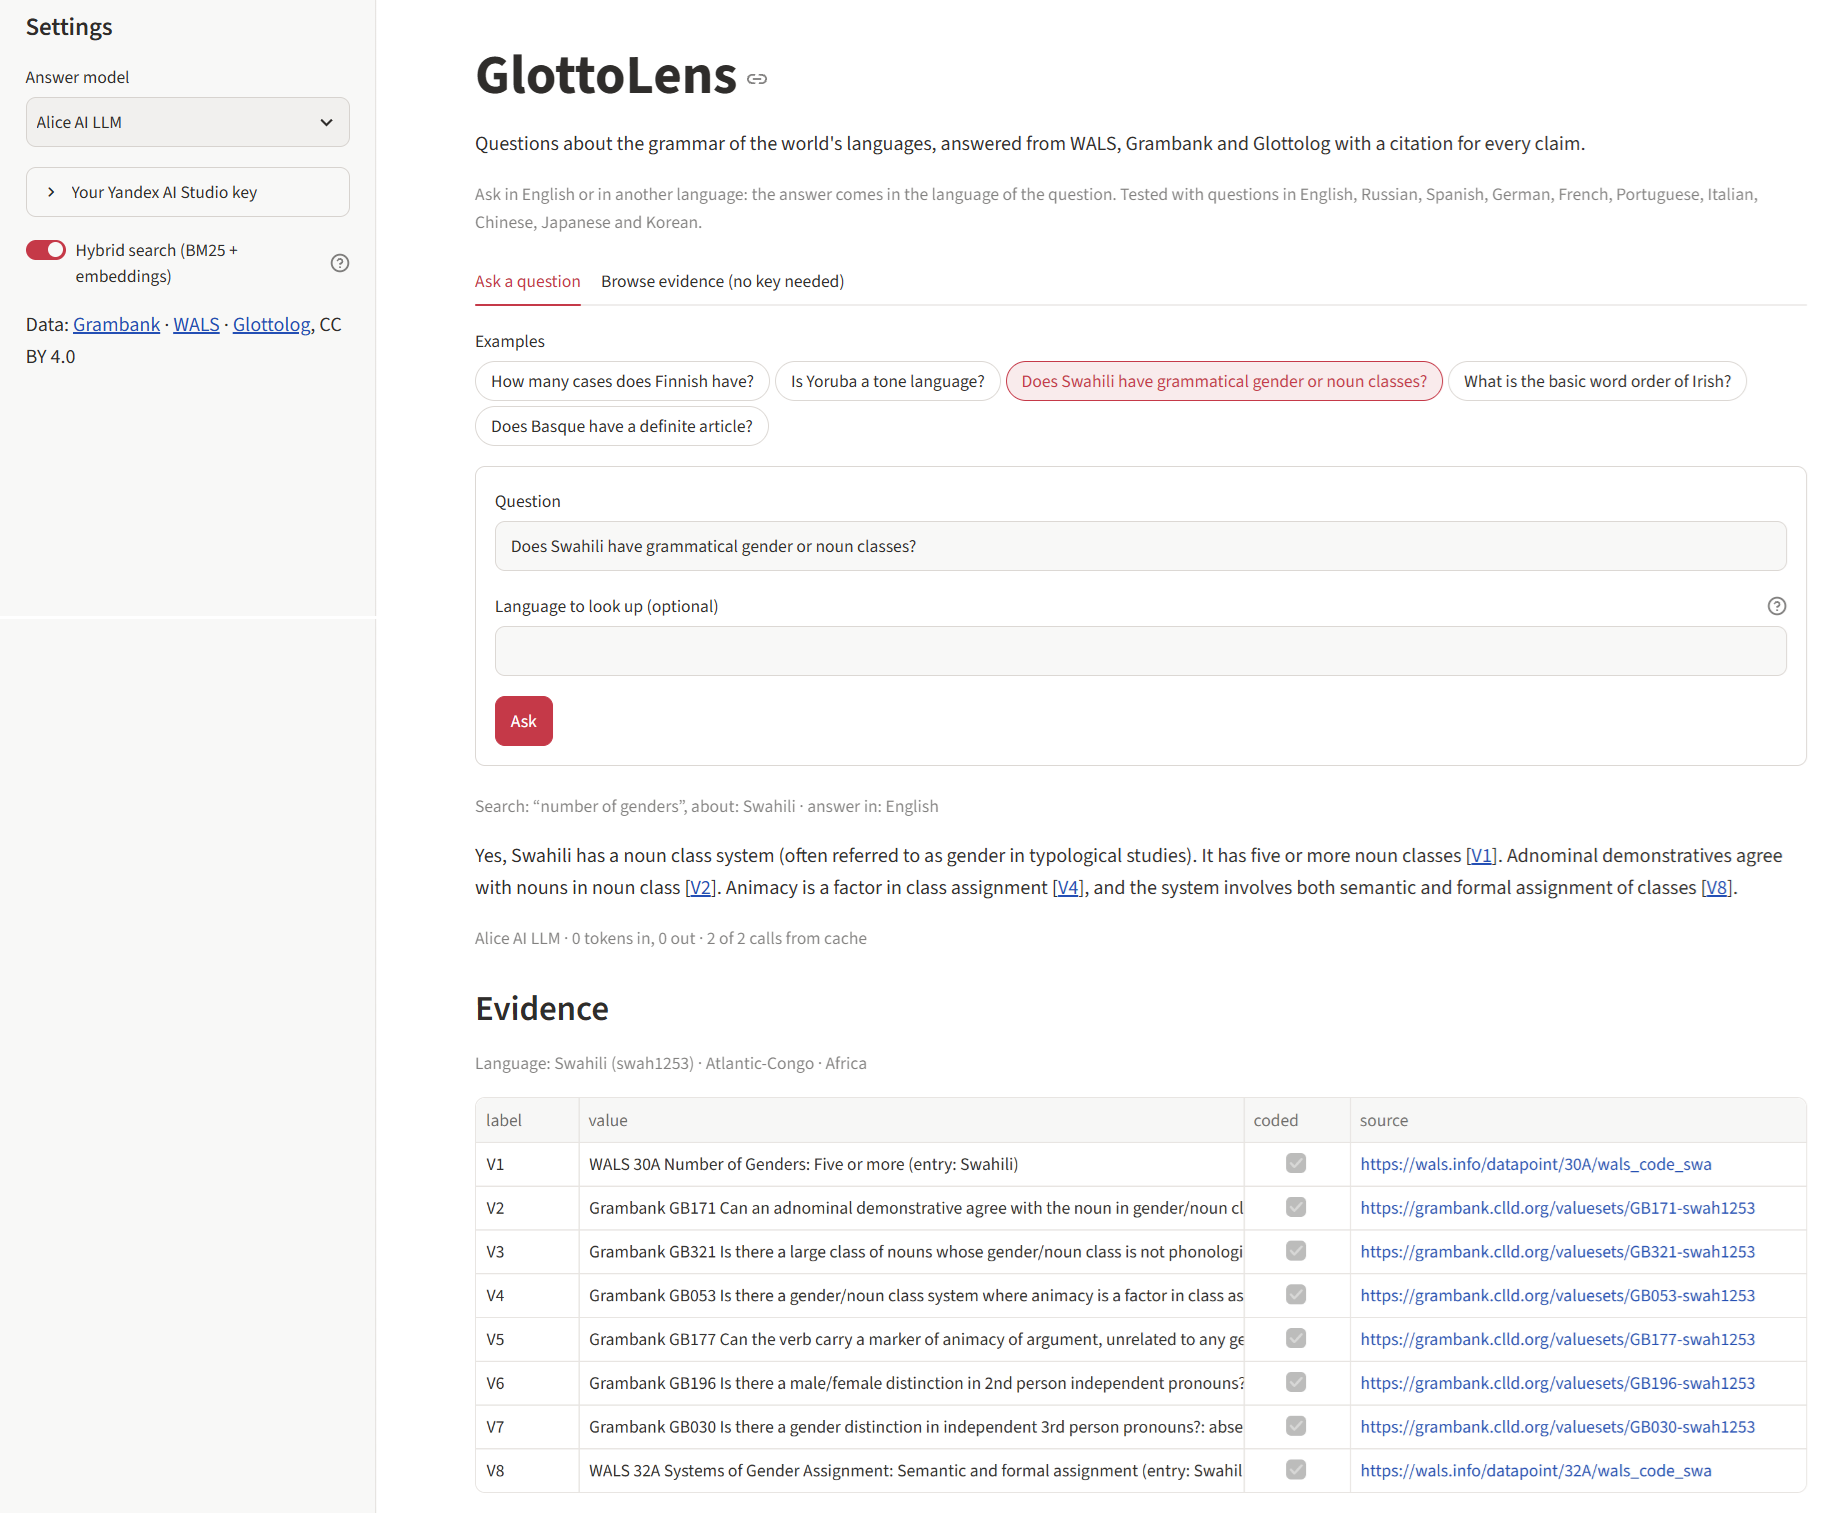 Settings
Answer model
Alice AI LLM
Your Yandex AI Studio key
Hybrid search (BM25 +
embeddings)
Data: Grambank · WALS · Glottolog, CC
BY 4.0
GlottoLens
Questions about the grammar of the world's languages, answered from WALS, Grambank and Glottolog with a citation for every claim.
Ask in English or in another language: the answer comes in the language of the question. Tested with questions in English, Russian, Spanish, German, French, Portuguese, Italian,
Chinese, Japanese and Korean.
Ask a question Browse evidence (no key needed)
Examples
How many cases does Finnish have? Is Yoruba a tone language? Does Swahili have grammatical gender or noun classes? What is the basic word order of Irish?
Does Basque have a definite article?
Question
Does Swahili have grammatical gender or noun classes?
Language to look up (optional)
Ask
Search: “number of genders”, about: Swahili · answer in: English
Yes, Swahili has a noun class system (often referred to as gender in typological studies). It has five or more noun classes [V1]. Adnominal demonstratives agree
with nouns in noun class [V2]. Animacy is a factor in class assignment [V4], and the system involves both semantic and formal assignment of classes [V8].
Alice AI LLM · 0 tokens in, 0 out · 2 of 2 calls from cache
Evidence
Language: Swahili (swah1253) · Atlantic-Congo · Africa
label value coded source
V1 WALS 30A Number of Genders: Five or more (entry: Swahili) https://wals.info/datapoint/30A/wals_code_swa
V2 Grambank GB171 Can an adnominal demonstrative agree with the noun in gender/noun cl https://grambank.clld.org/valuesets/GB171-swah1253
V3 Grambank GB321 Is there a large class of nouns whose gender/noun class is not phonologi https://grambank.clld.org/valuesets/GB321-swah1253
V4 Grambank GB053 Is there a gender/noun class system where animacy is a factor in class as https://grambank.clld.org/valuesets/GB053-swah1253
V5 Grambank GB177 Can the verb carry a marker of animacy of argument, unrelated to any ge https://grambank.clld.org/valuesets/GB177-swah1253
V6 Grambank GB196 Is there a male/female distinction in 2nd person independent pronouns? https://grambank.clld.org/valuesets/GB196-swah1253
V7 Grambank GB030 Is there a gender distinction in independent 3rd person pronouns?: abse https://grambank.clld.org/valuesets/GB030-swah1253
V8 WALS 32A Systems of Gender Assignment: Semantic and formal assignment (entry: Swahil https://wals.info/datapoint/32A/wals_code_swa